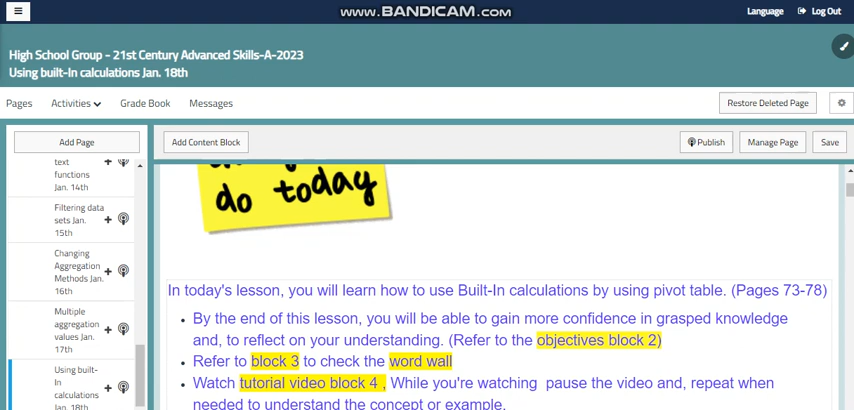 www.BANDICAM.com
Language
Log Out
High School Group - 21st Century Advanced Skills-A-2023
Using built-In calculations Jan. 18th
Pages
Activities
Grade Book
Messages
Restore Deleted Page
Add Page
Add Content Block
Publish
Manage Page
Save
text
functions
Jan. 14th
Filtering data
sets Jan.
15th
Changing
Aggregation
Methods Jan.
16th
Multiple
aggregation
values Jan.
17th
Using built-
In
calculations
Jan. 18th
do today
In today's lesson, you will learn how to use Built-In calculations by using pivot table. (Pages 73-78)
• By the end of this lesson, you will be able to gain more confidence in grasped knowledge
and, to reflect on your understanding. (Refer to the objectives block 2)
• Refer to block 3 to check the word wall
• Watch tutorial video block 4 , While you're watching pause the video and, repeat when
needed to understand the concept or example.